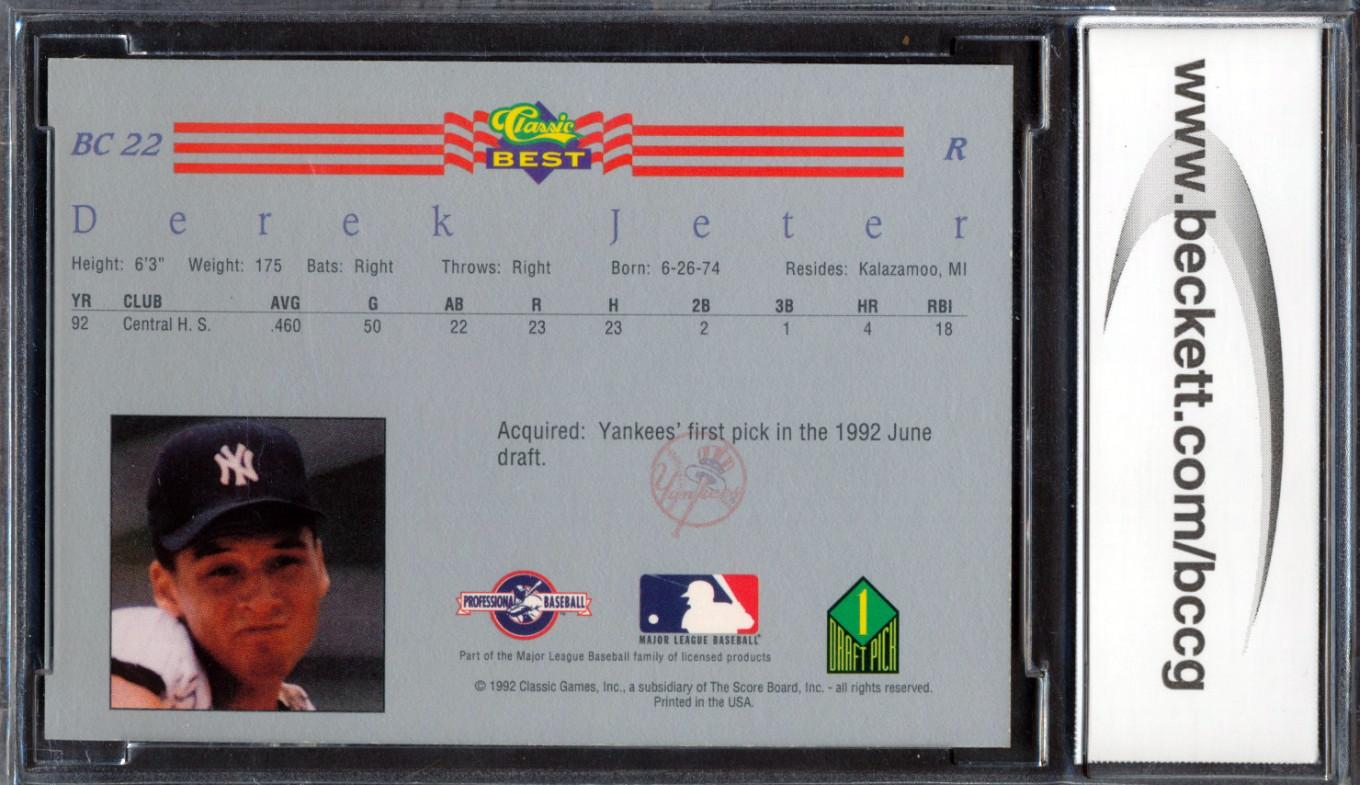 BC 22
Classic
BEST
R
Derek Jeter
Height: 6'3" Weight: 175 Bats: Right Throws: Right Born: 6-26-74 Resides: Kalazamoo, MI
YR CLUB AVG G AB R H 2B 3B HR RBI
92 Central H. S. .460 50 22 23 23 2 1 4 18
NY
Acquired: Yankees' first pick in the 1992 June
draft.
Yankees
PROFESSIONAL BASEBALL
MAJOR LEAGUE BASEBALL®
1
DRAFT PICK
Part of the Major League Baseball family of licensed products
© 1992 Classic Games, Inc., a subsidiary of The Score Board, Inc. - all rights reserved.
Printed in the USA.
www.beckett.com/bccg